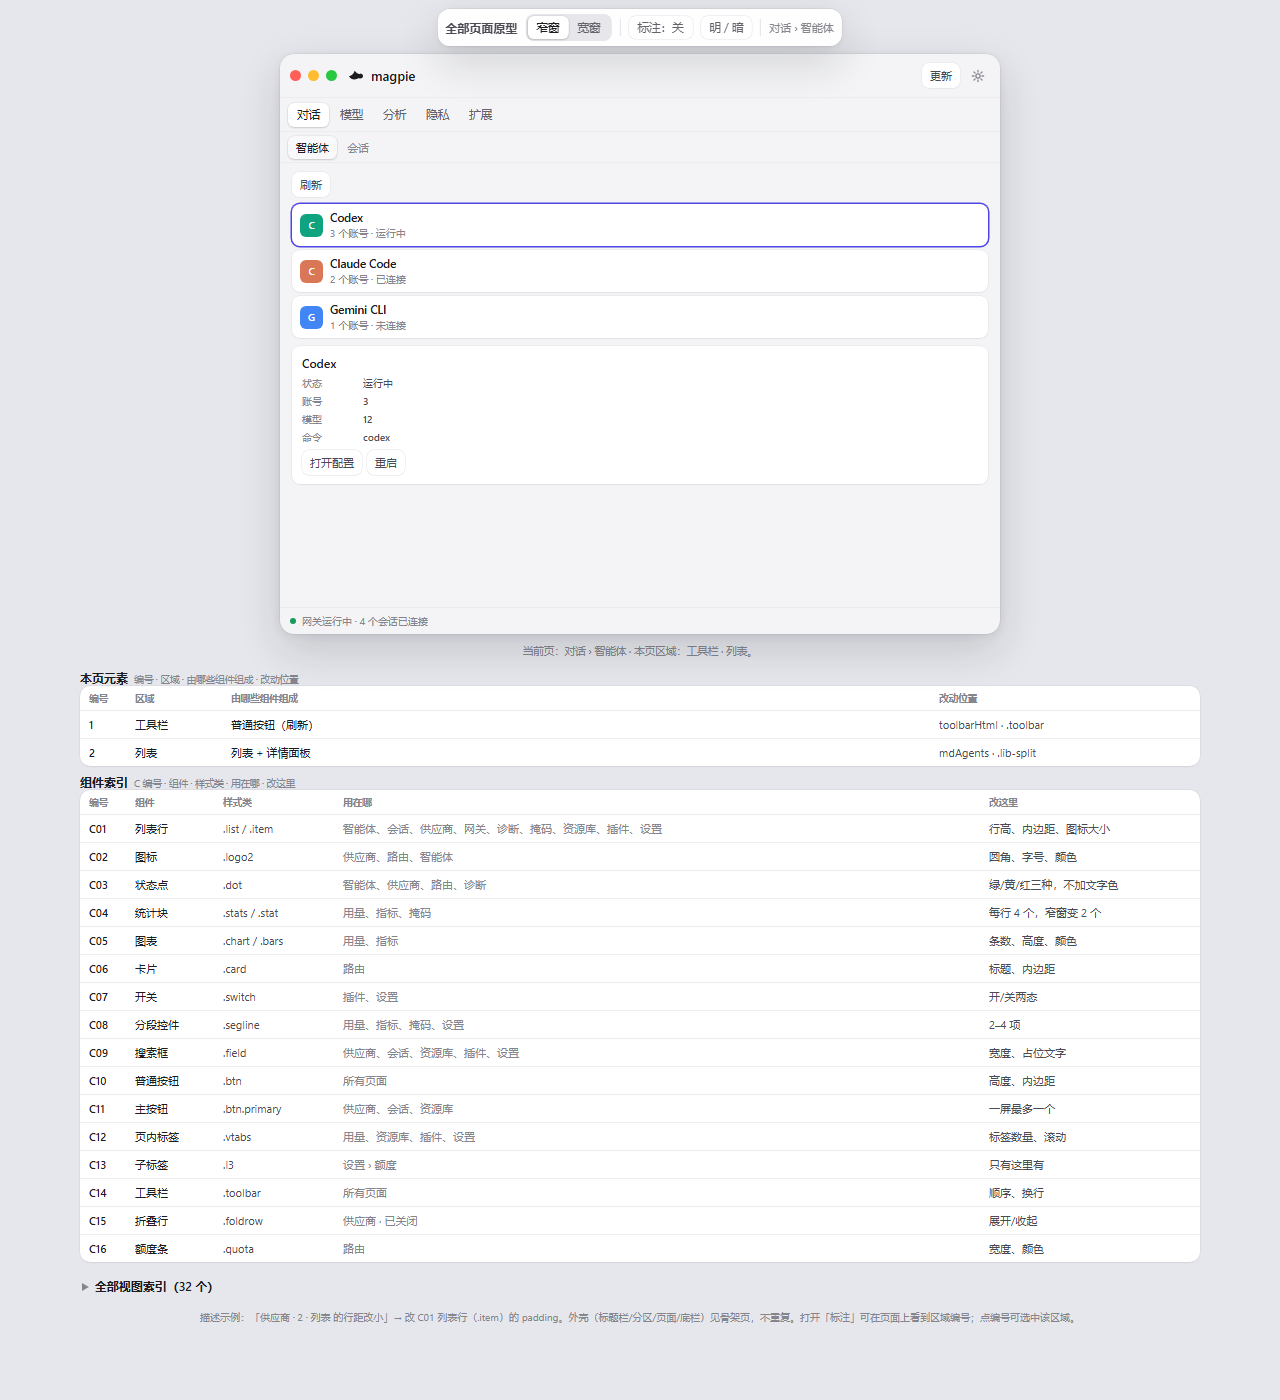 全部页面原型 窄窗 宽窗 标注：关 明 / 暗 对话 › 智能体
magpie 更新
对话 模型 分析 隐私 扩展
智能体 会话
刷新
C Codex
3 个账号 · 运行中
C Claude Code
2 个账号 · 已连接
G Gemini CLI
1 个账号 · 未连接
Codex
状态 运行中
账号 3
模型 12
命令 codex
打开配置 重启
网关运行中 · 4 个会话已连接
当前页：对话 › 智能体 · 本页区域：工具栏 · 列表。
本页元素 编号 · 区域 · 由哪些组件组成 · 改动位置
编号 区域 由哪些组件组成 改动位置
1 工具栏 普通按钮（刷新） toolbarHtml · .toolbar
2 列表 列表 + 详情面板 mdAgents · .lib-split
组件索引 C 编号 · 组件 · 样式类 · 用在哪 · 改这里
编号 组件 样式类 用在哪 改这里
C01 列表行 .list / .item 智能体、会话、供应商、网关、诊断、掩码、资源库、插件、设置 行高、内边距、图标大小
C02 图标 .logo2 供应商、路由、智能体 圆角、字号、颜色
C03 状态点 .dot 智能体、供应商、路由、诊断 绿/黄/红三种，不加文字色
C04 统计块 .stats / .stat 用量、指标、掩码 每行 4 个，窄窗变 2 个
C05 图表 .chart / .bars 用量、指标 条数、高度、颜色
C06 卡片 .card 路由 标题、内边距
C07 开关 .switch 插件、设置 开/关两态
C08 分段控件 .segline 用量、指标、掩码、设置 2–4 项
C09 搜索框 .field 供应商、会话、资源库、插件、设置 宽度、占位文字
C10 普通按钮 .btn 所有页面 高度、内边距
C11 主按钮 .btn.primary 供应商、会话、资源库 一屏最多一个
C12 页内标签 .vtabs 用量、资源库、插件、设置 标签数量、滚动
C13 子标签 .l3 设置 › 额度 只有这里有
C14 工具栏 .toolbar 所有页面 顺序、换行
C15 折叠行 .foldrow 供应商 · 已关闭 展开/收起
C16 额度条 .quota 路由 宽度、颜色
全部视图索引（32 个）
描述示例：「供应商 · 2 · 列表 的行距改小」→ 改 C01 列表行（.item）的 padding。外壳（标题栏/分区/页面/底栏）见骨架页，不重复。打开「标注」可在页面上看到区域编号；点编号可选中该区域。